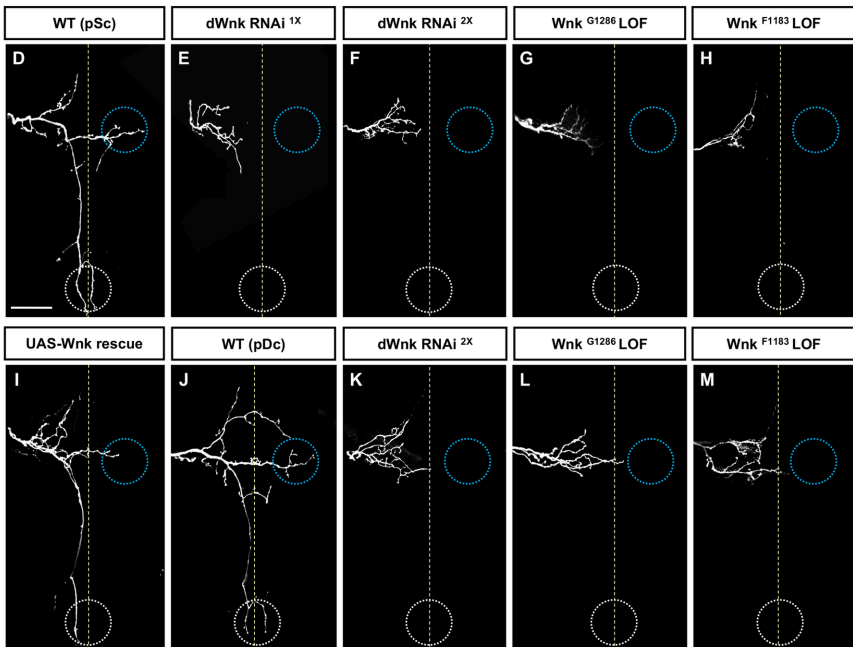 WT (pSc) dWnk RNAi 1X dWnk RNAi 2X Wnk G1286 LOF Wnk F1183 LOF
D E F G H
UAS-Wnk rescue WT (pDc) dWnk RNAi 2X Wnk G1286 LOF Wnk F1183 LOF
I J K L M